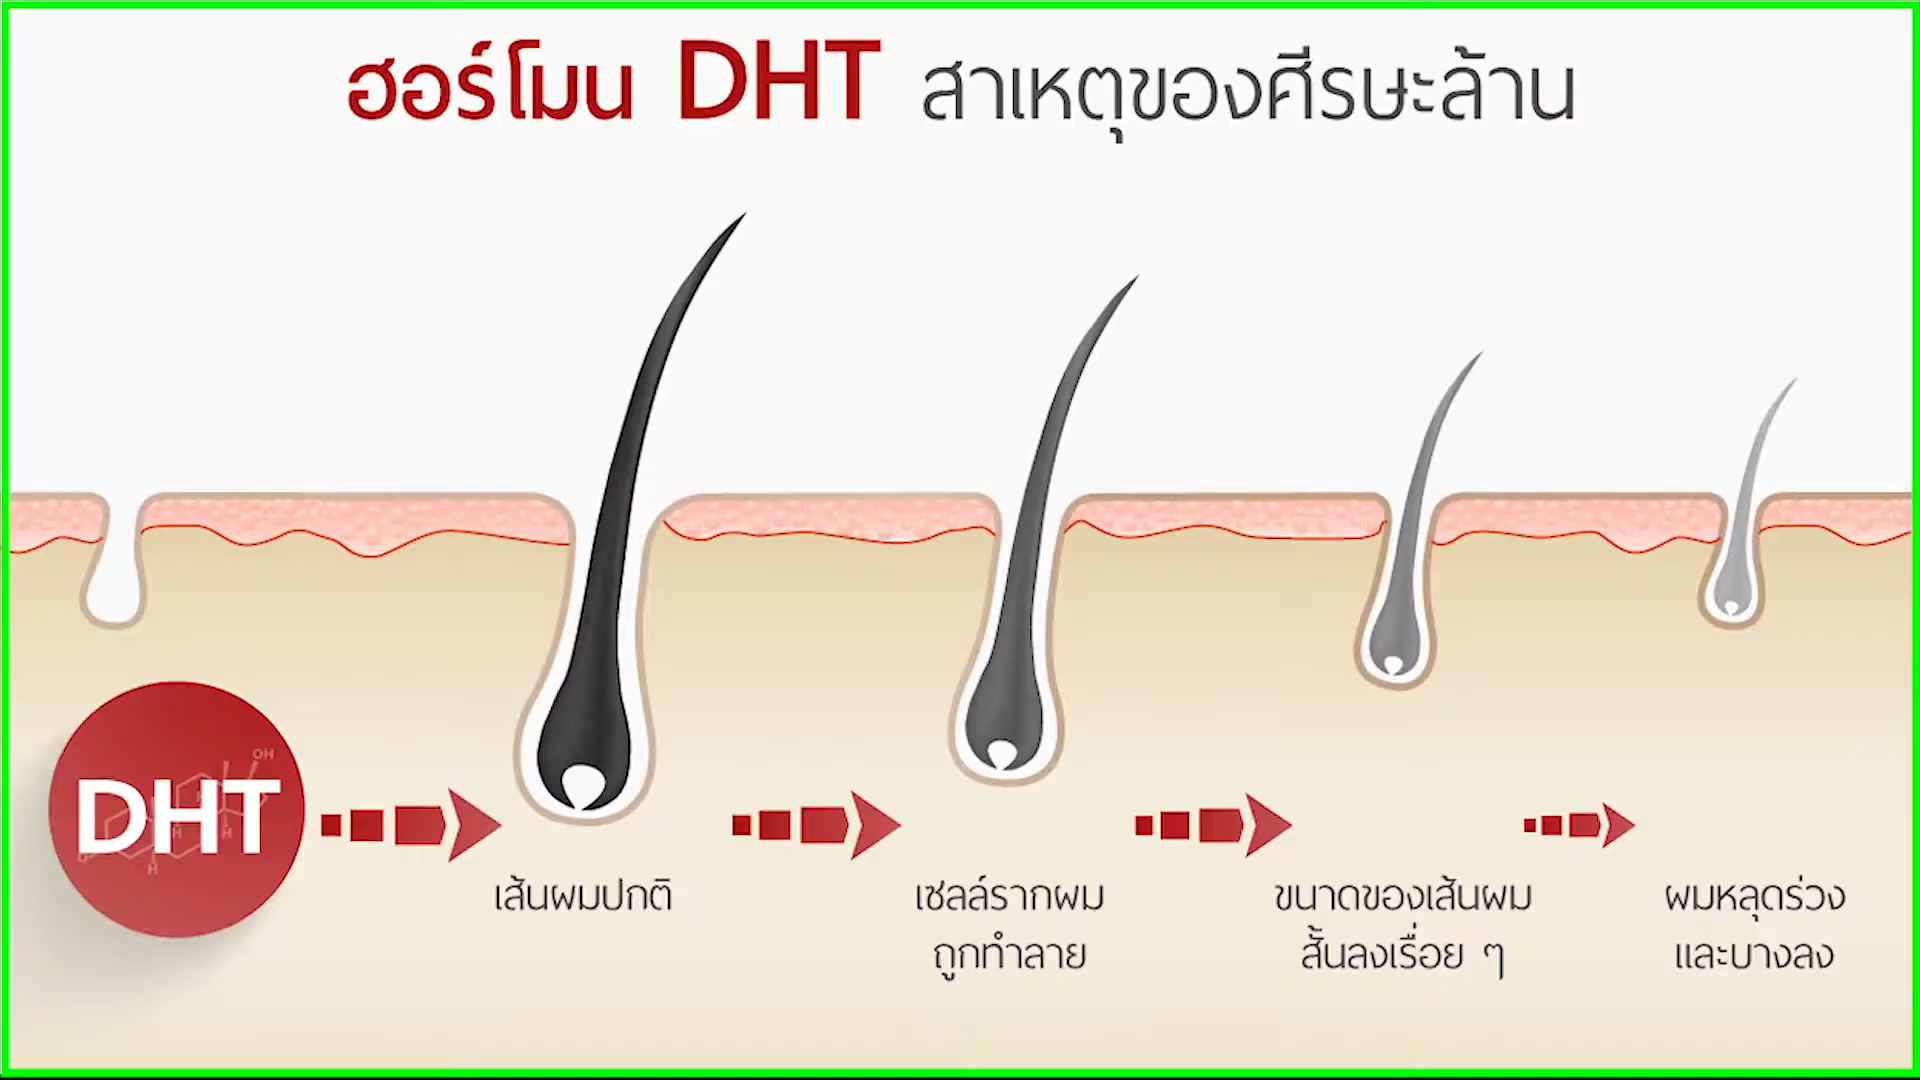 ฮอร์โมน DHT สาเหตุของศีรษะล้าน
OH
DHT
H
H
H
H
เส้นผมปกติ
เซลล์รากผม
ถูกทำลาย
ขนาดของเส้นผม
สั้นลงเรื่อย ๆ
ผมหลุดร่วง
และบางลง